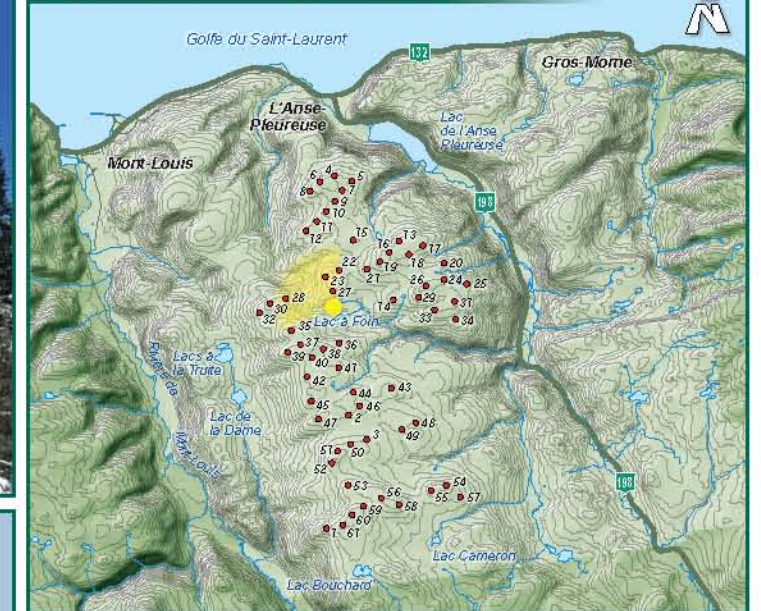 Golfe du Saint-Laurent
132
N
Gros-Morne
L'Anse-
Pleureuse
Lac
de l'Anse
Pleureuse
Mont-Louis
198
6 4 5
8 7
9
10
11
12
15 16 13
17
22 19 18 20
23 21 26 24 25
27
28 14 29 31
30 33 34
32
Lac à Foin
35
37 36
39 38
40 41
Lacs à
la Truite
Rivière de
Mont-Louis
42
44 43
45 46
47 2
Lac de
la Dame
48
49
3
51 50
52
53 54
56 55 57
59 58
60
1 61
198
Lac Cameron
Lac Bouchard